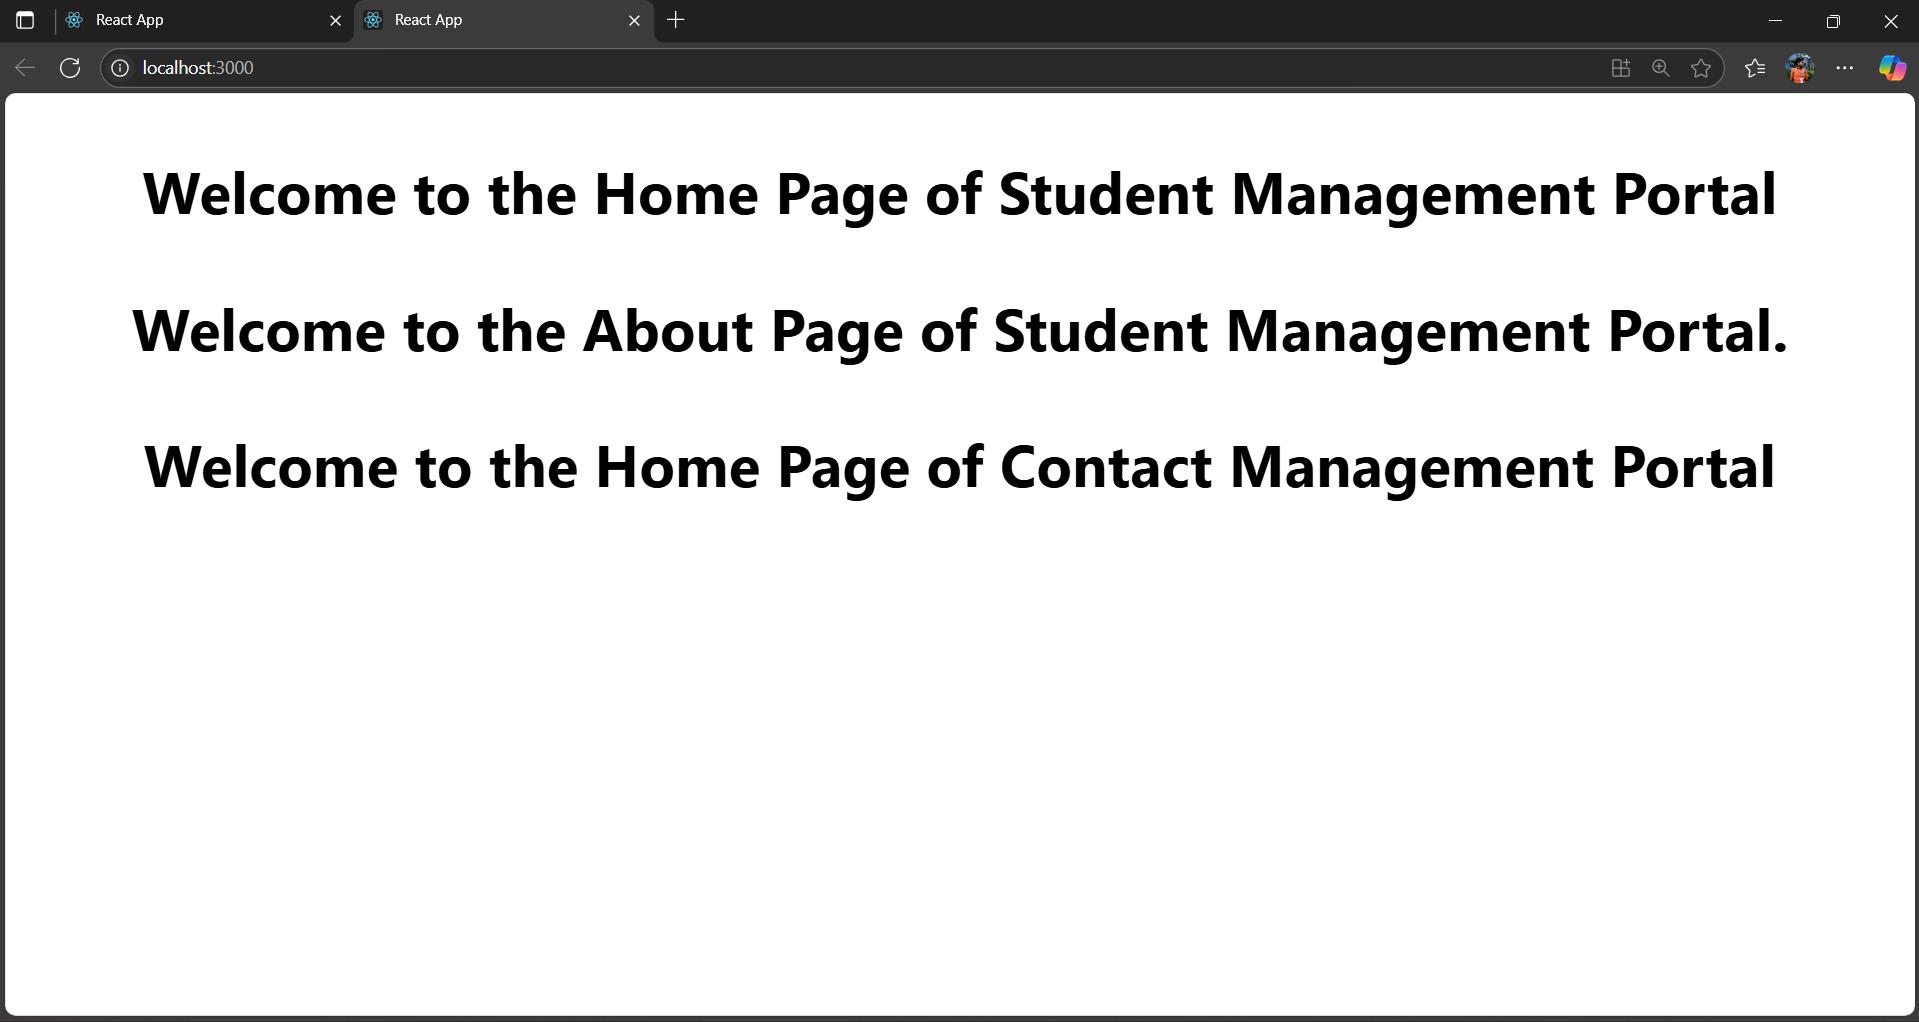 React App
React App
localhost:3000
Welcome to the Home Page of Student Management Portal
Welcome to the About Page of Student Management Portal.
Welcome to the Home Page of Contact Management Portal